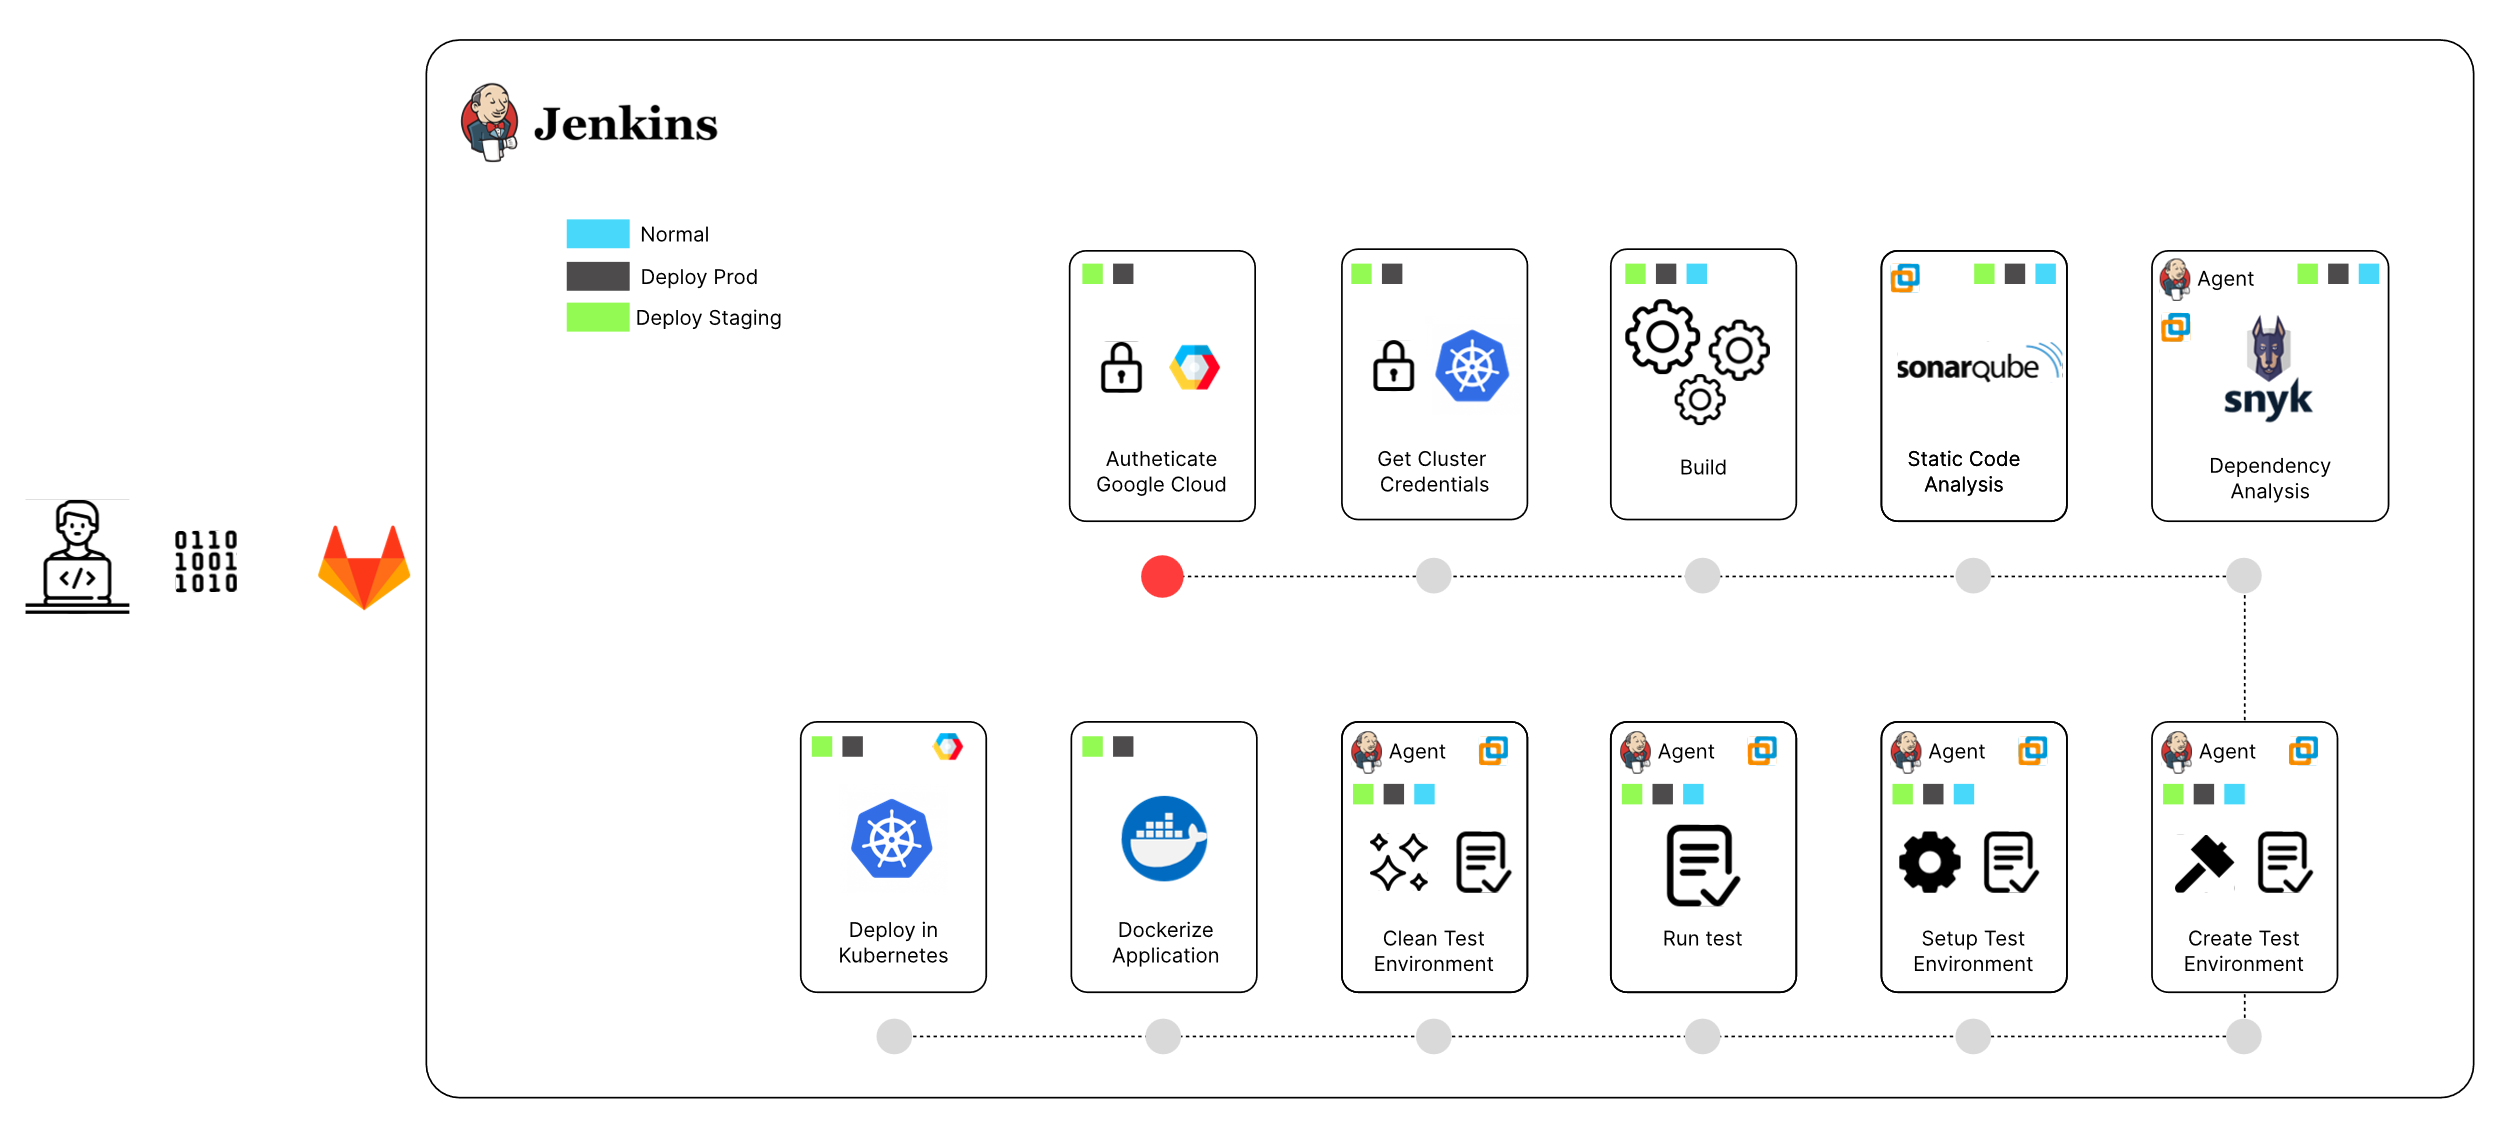 Jenkins
Normal
Deploy Prod
Deploy Staging
Autheticate
Google Cloud
Get Cluster
Credentials
Build
sonarqube
Static Code
Analysis
Agent
snyk
Dependency
Analysis
0110
1001
1010
</>
Deploy in
Kubernetes
Dockerize
Application
Agent
Clean Test
Environment
Agent
Run test
Agent
Setup Test
Environment
Agent
Create Test
Environment